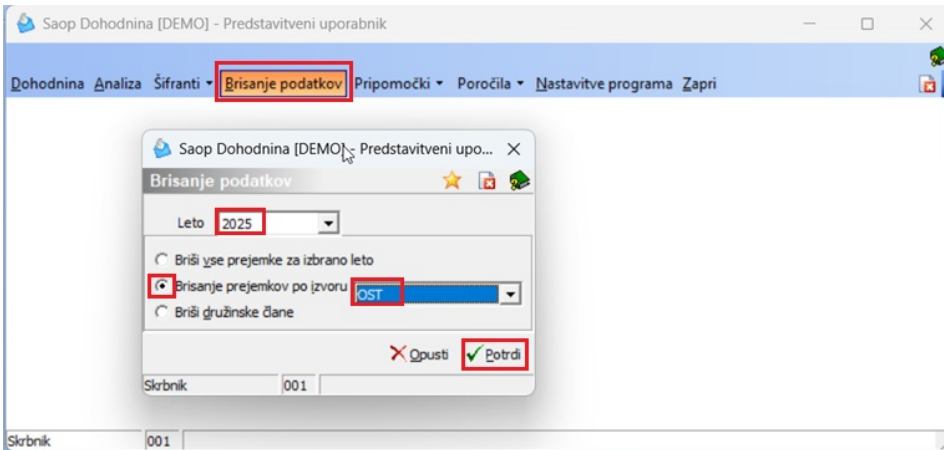 Saop Dohodnina [DEMO] - Predstavitveni uporabnik
Dohodnina Analiza Šifranti Brisanje podatkov Pripomočki Poročila Nastavitve programa Zapri
Saop Dohodnina [DEMO] - Predstavitveni upo...
Brisanje podatkov
Leto 2025
Briši vse prejemke za izbrano leto
Brisanje prejemkov po izvoru OST
Briši družinske člane
Opusti Potrdi
Skrbnik 001
Skrbnik 001